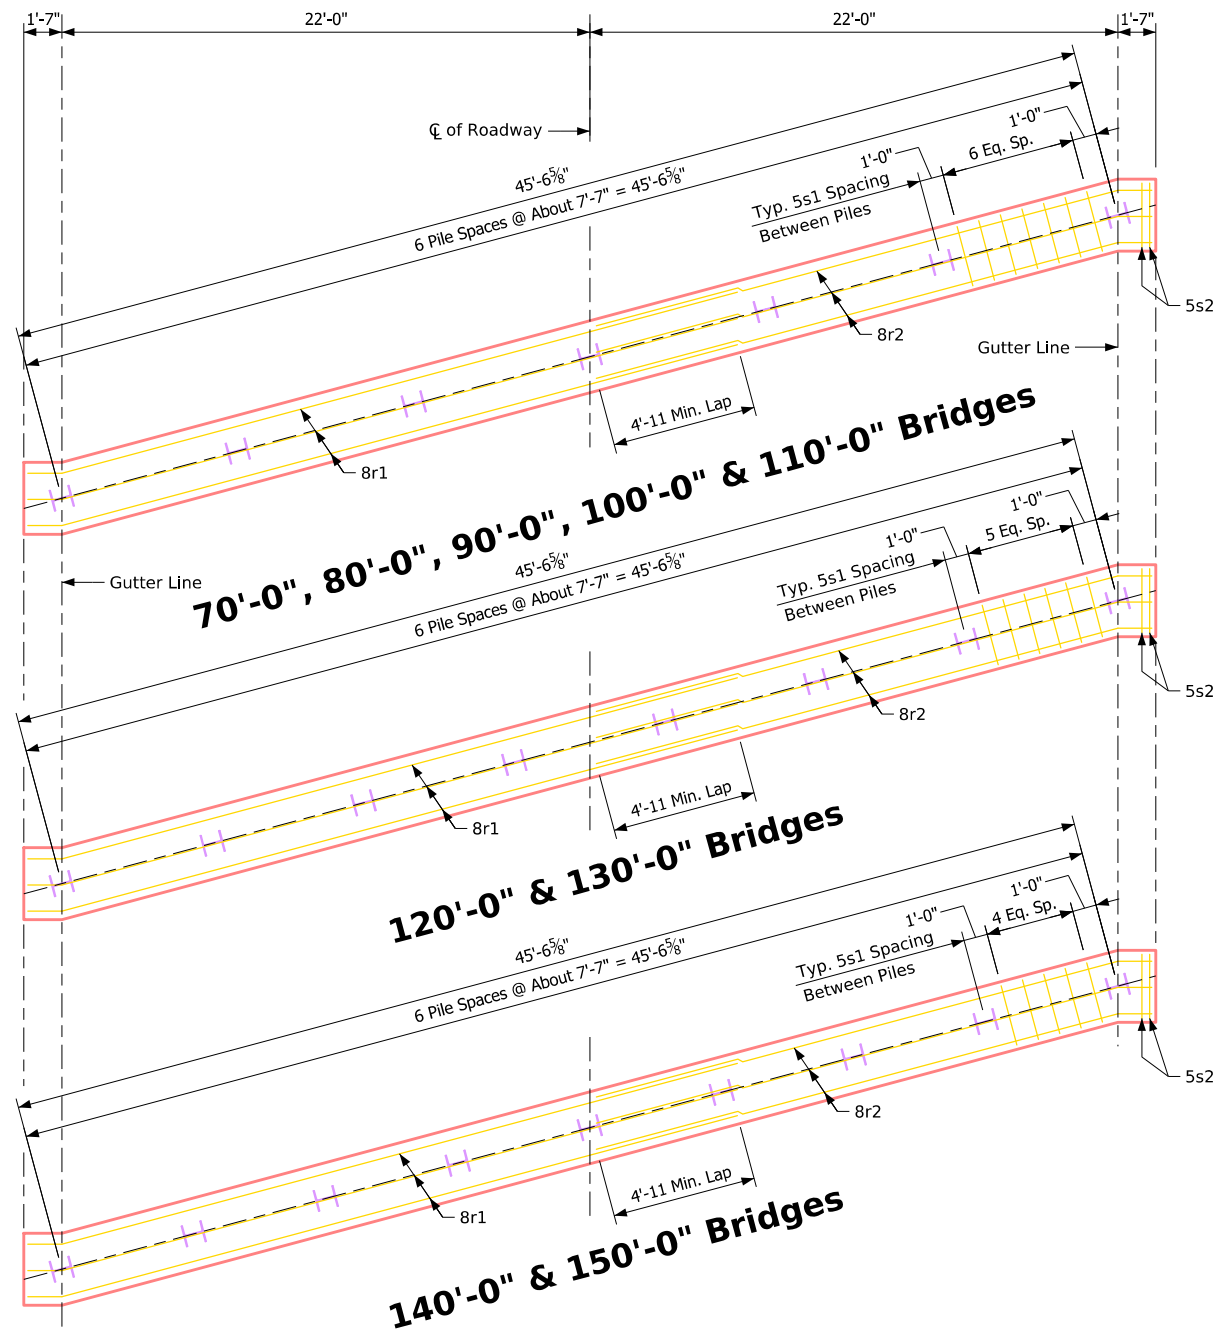 1'-7"
22'-0"
22'-0"
1'-7"
℄ of Roadway
45'-6⅝"
6 Pile Spaces @ About 7'-7" = 45'-6⅝"
1'-0"
Typ. 5s1 Spacing
Between Piles
6 Eq. Sp.
1'-0"
5s2
8r2
Gutter Line
4'-11 Min. Lap
8r1
70'-0", 80'-0", 90'-0", 100'-0" & 110'-0" Bridges
Gutter Line
45'-6⅝"
6 Pile Spaces @ About 7'-7" = 45'-6⅝"
1'-0"
Typ. 5s1 Spacing
Between Piles
5 Eq. Sp.
1'-0"
5s2
8r2
4'-11 Min. Lap
8r1
120'-0" & 130'-0" Bridges
45'-6⅝"
6 Pile Spaces @ About 7'-7" = 45'-6⅝"
1'-0"
Typ. 5s1 Spacing
Between Piles
4 Eq. Sp.
1'-0"
5s2
8r2
4'-11 Min. Lap
8r1
140'-0" & 150'-0" Bridges